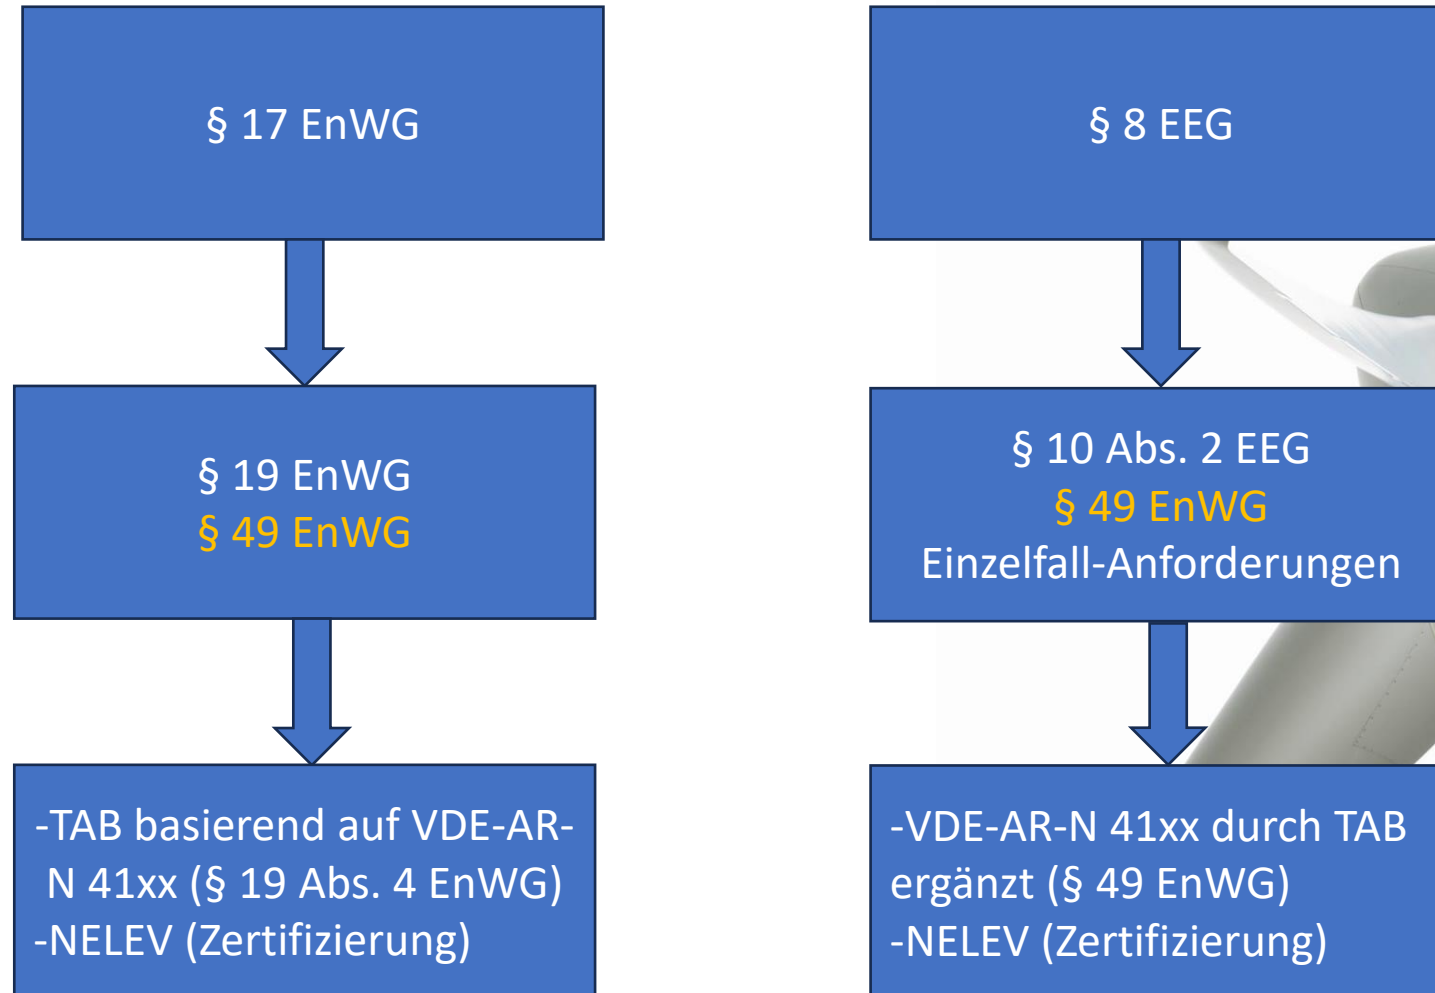 § 17 EnWG
§ 8 EEG
§ 19 EnWG
§ 49 EnWG
§ 10 Abs. 2 EEG
§ 49 EnWG
Einzelfall-Anforderungen
-TAB basierend auf VDE-AR-
N 41xx (§ 19 Abs. 4 EnWG)
-NELEV (Zertifizierung)
-VDE-AR-N 41xx durch TAB
ergänzt (§ 49 EnWG)
-NELEV (Zertifizierung)